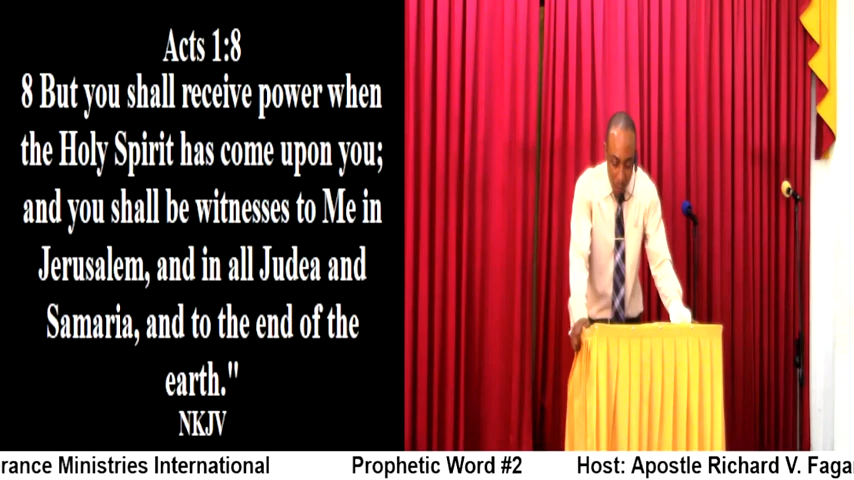 Acts 1:8
8 But you shall receive power when
the Holy Spirit has come upon you;
and you shall be witnesses to Me in
Jerusalem, and in all Judea and
Samaria, and to the end of the
earth."
NKJV
rance Ministries International Prophetic Word #2 Host: Apostle Richard V. Faga